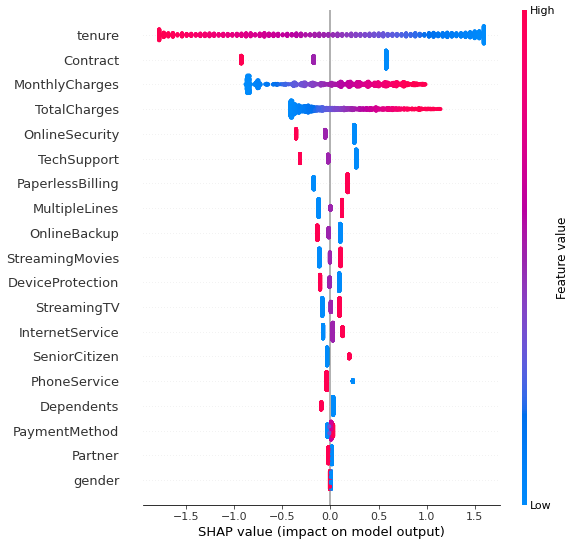 High
tenure
Contract
MonthlyCharges
TotalCharges
OnlineSecurity
TechSupport
PaperlessBilling
MultipleLines
OnlineBackup
StreamingMovies
DeviceProtection
StreamingTV
InternetService
SeniorCitizen
PhoneService
Dependents
PaymentMethod
Partner
gender
Feature value
Low
−1.5 −1.0 −0.5 0.0 0.5 1.0 1.5
SHAP value (impact on model output)